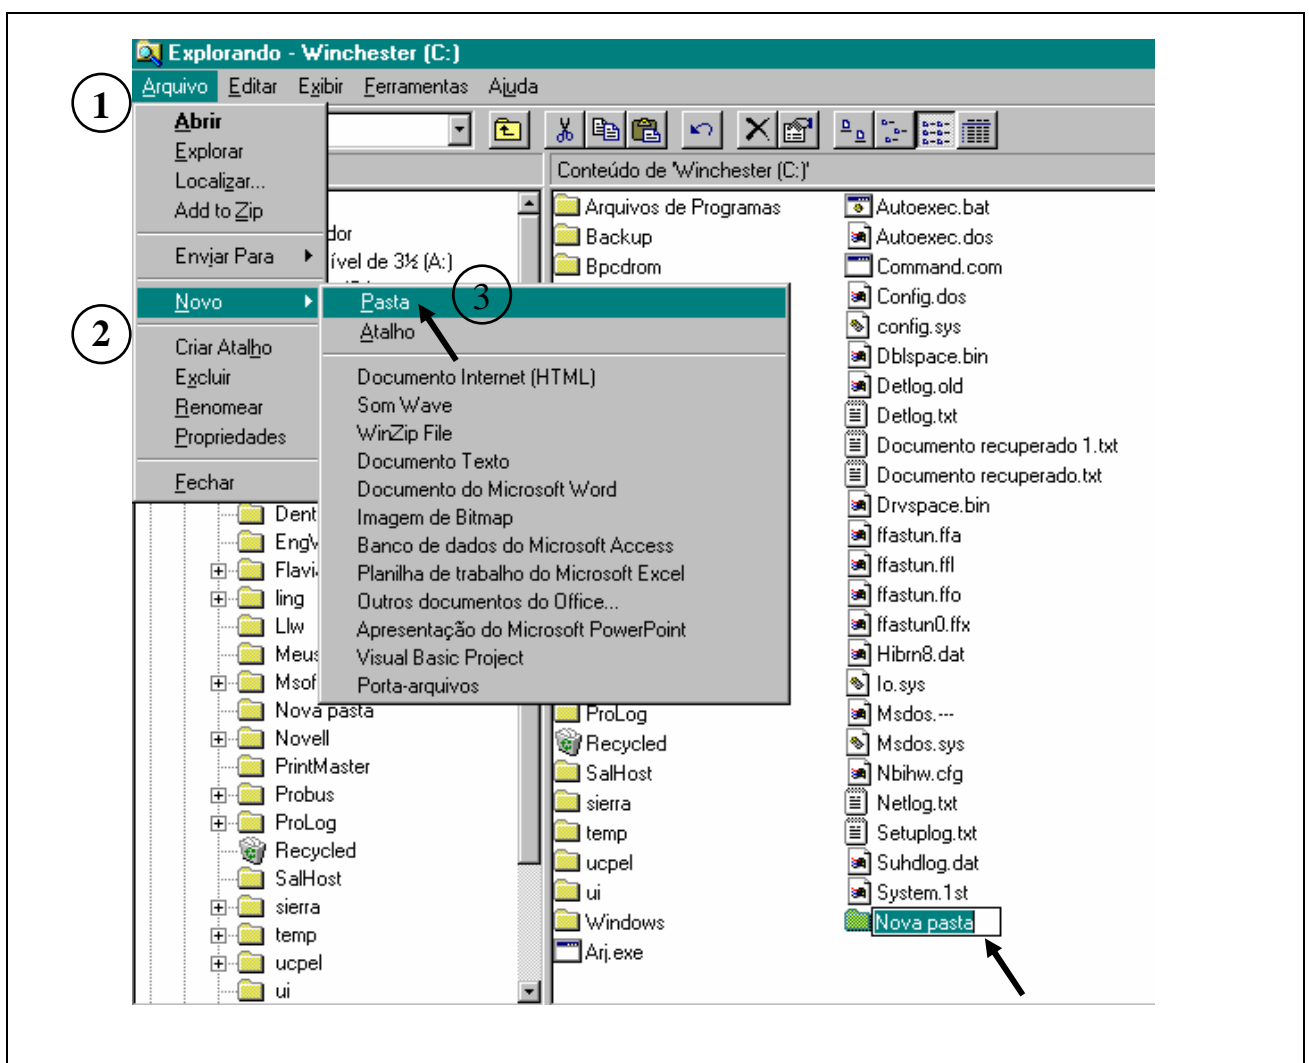 Explorando - Winchester (C:)
Arquivo Editar Exibir Ferramentas Ajuda
1
Abrir
Explorar
Localizar...
Add to Zip
Enviar Para
Novo
2
Criar Atalho
Excluir
Renomear
Propriedades
Fechar
Pasta
3
Atalho
Documento Internet (HTML)
Som Wave
WinZip File
Documento Texto
Documento do Microsoft Word
Imagem de Bitmap
Banco de dados do Microsoft Access
Planilha de trabalho do Microsoft Excel
Outros documentos do Office...
Apresentação do Microsoft PowerPoint
Visual Basic Project
Porta-arquivos
dor
ível de 3½ (A:)
Dent
Eng
Flavi
ling
Llw
Meus
Msof
Nova pasta
Novell
PrintMaster
Probus
ProLog
Recycled
SalHost
sierra
temp
ucpel
ui
Conteúdo de 'Winchester (C:)'
Arquivos de Programas
Backup
Bpcdrom
ProLog
Recycled
SalHost
sierra
temp
ucpel
ui
Windows
Arj.exe
Autoexec.bat
Autoexec.dos
Command.com
Config.dos
config.sys
Dblspace.bin
Detlog.old
Detlog.txt
Documento recuperado 1.txt
Documento recuperado.txt
Drvspace.bin
ffastun.ffa
ffastun.ffl
ffastun.ffo
ffastun0.ffx
Hibrn8.dat
Io.sys
Msdos.---
Msdos.sys
Nbihw.cfg
Netlog.txt
Setuplog.txt
Suhdlog.dat
System.1st
Nova pasta